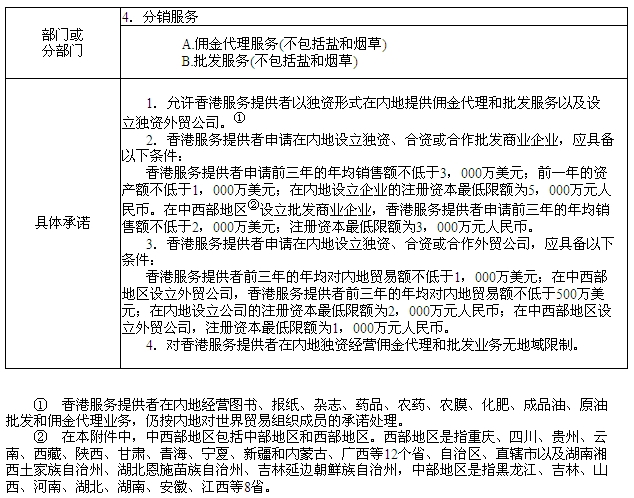 部门或
分部门
4．分销服务
A.佣金代理服务(不包括盐和烟草)
B.批发服务(不包括盐和烟草)
具体承诺
1．允许香港服务提供者以独资形式在内地提供佣金代理和批发服务以及设
立独资外贸公司。①
2．香港服务提供者申请在内地设立独资、合资或合作批发商业企业，应具备
以下条件：
香港服务提供者申请前三年的年均销售额不低于3，000万美元；前一年的资
产额不低于1，000万美元；在内地设立企业的注册资本最低限额为5，000万元人
民币。在中西部地区②设立批发商业企业，香港服务提供者申请前三年的年均销
售额不低于2，000万美元；注册资本最低限额为3，000万元人民币。
3．香港服务提供者申请在内地设立独资、合资或合作外贸公司，应具备以下
条件：
香港服务提供者前三年的年均对内地贸易额不低于1，000万美元；在中西部
地区设立外贸公司，香港服务提供者前三年的年均对内地贸易额不低于500万美
元；在内地设立公司的注册资本最低限额为2，000万元人民币；在中西部地区设
立外贸公司，注册资本最低限额为1，000万元人民币。
4．对香港服务提供者在内地独资经营佣金代理和批发业务无地域限制。
① 香港服务提供者在内地经营图书、报纸、杂志、药品、农药、农膜、化肥、成品油、原油
批发和佣金代理业务，仍按内地对世界贸易组织成员的承诺处理。
② 在本附件中，中西部地区包括中部地区和西部地区。西部地区是指重庆、四川、贵州、云
南、西藏、陕西、甘肃、青海、宁夏、新疆和内蒙古、广西等12个省、自治区、直辖市以及湖南湘
西土家族自治州、湖北恩施苗族自治州、吉林延边朝鲜族自治州，中部地区是指黑龙江、吉林、山
西、河南、湖北、湖南、安徽、江西等8省。